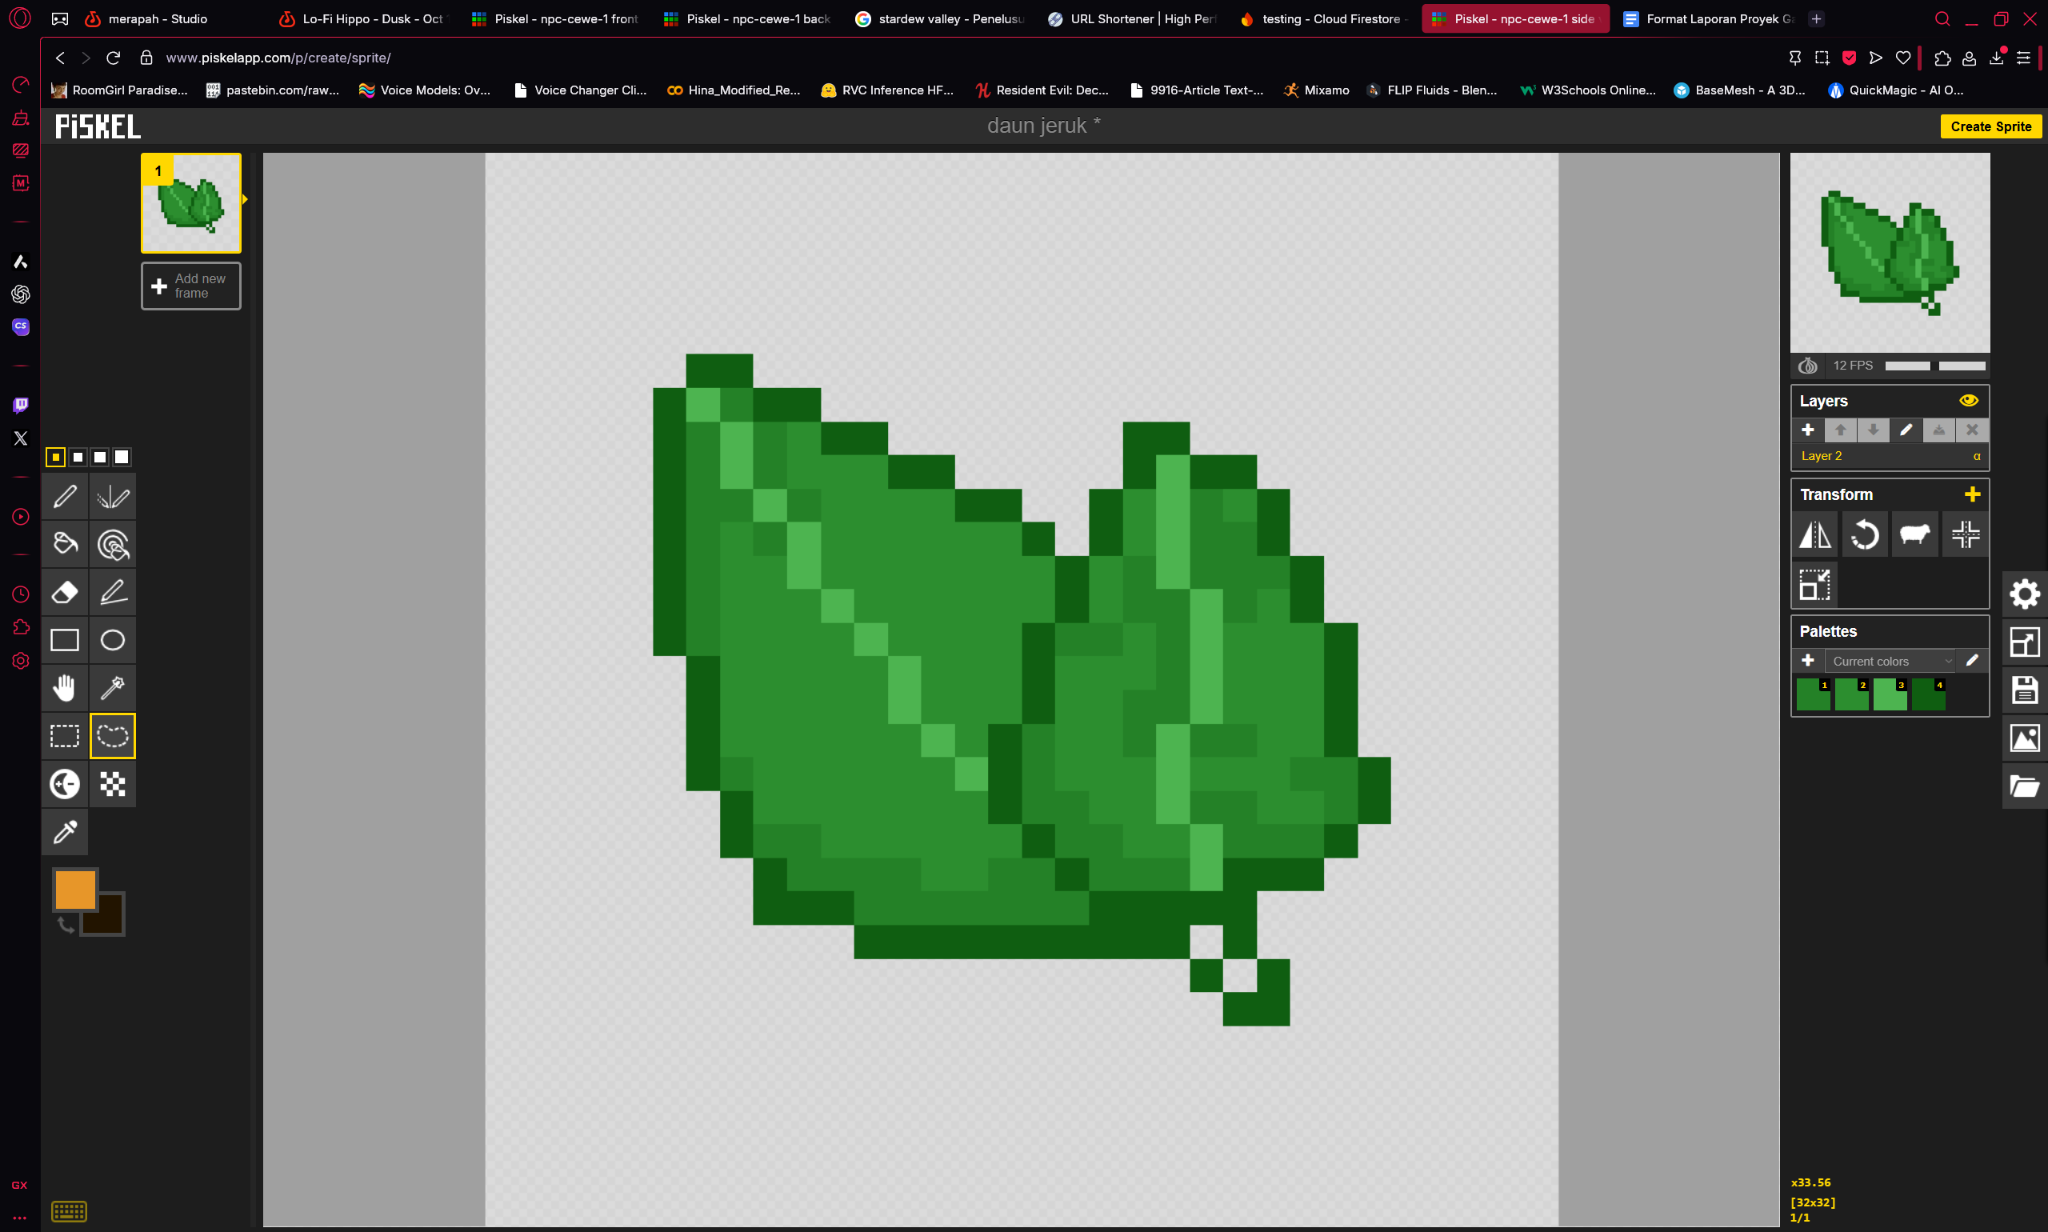 merapah - Studio
Lo-Fi Hippo - Dusk - Oct
Piskel - npc-cewe-1 front
Piskel - npc-cewe-1 back
stardew valley - Penelusu
URL Shortener | High Per
testing - Cloud Firestore -
Piskel - npc-cewe-1 side
Format Laporan Proyek Ga
www.piskelapp.com/p/create/sprite/
RoomGirl Paradise...
pastebin.com/raw...
Voice Models: Ov...
Voice Changer Cli...
Hina_Modified_Re...
RVC Inference HF...
Resident Evil: Dec...
9916-Article Text-...
Mixamo
FLIP Fluids - Blen...
W3Schools Online...
BaseMesh - A 3D...
QuickMagic - AI O...
PiSKEL
daun jeruk *
Create Sprite
1
Add new
frame
12 FPS
Layers
Layer 2
α
Transform
Palettes
Current colors
1
2
3
4
CS
GX
x33.56
[32x32]
1/1